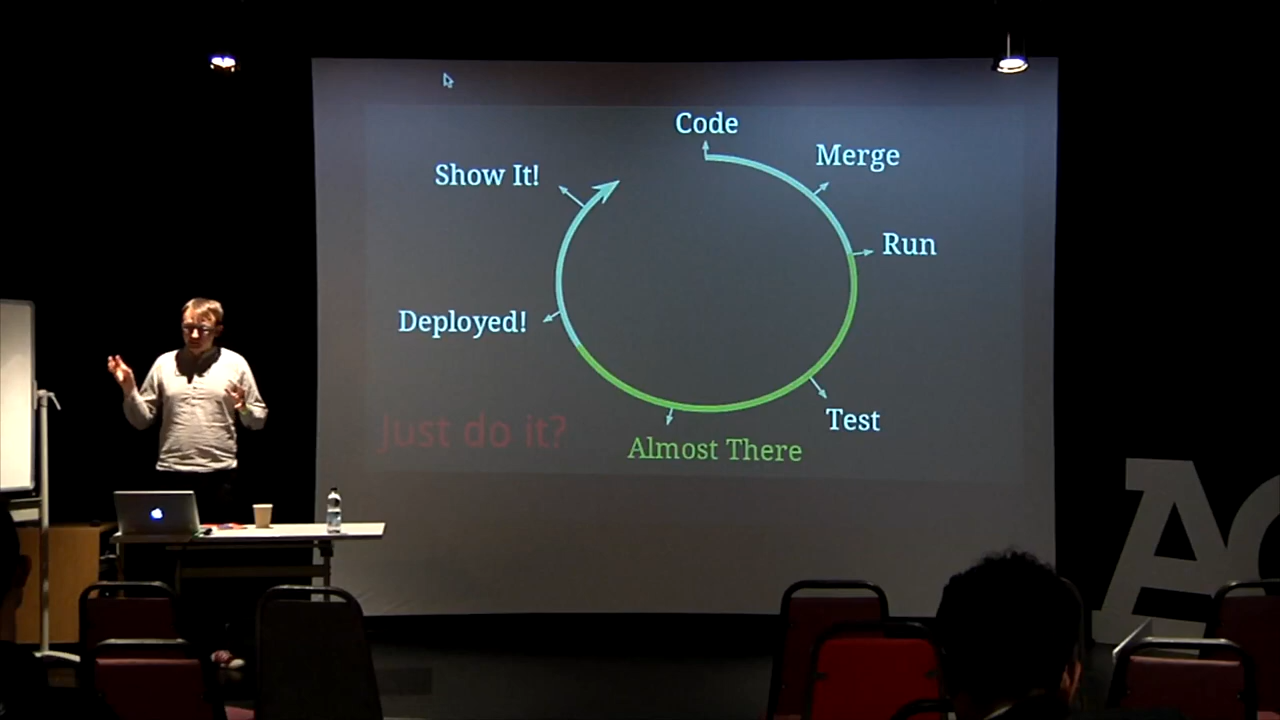 Code
Merge
Show It!
Run
Deployed!
Test
Just do it?
Almost There